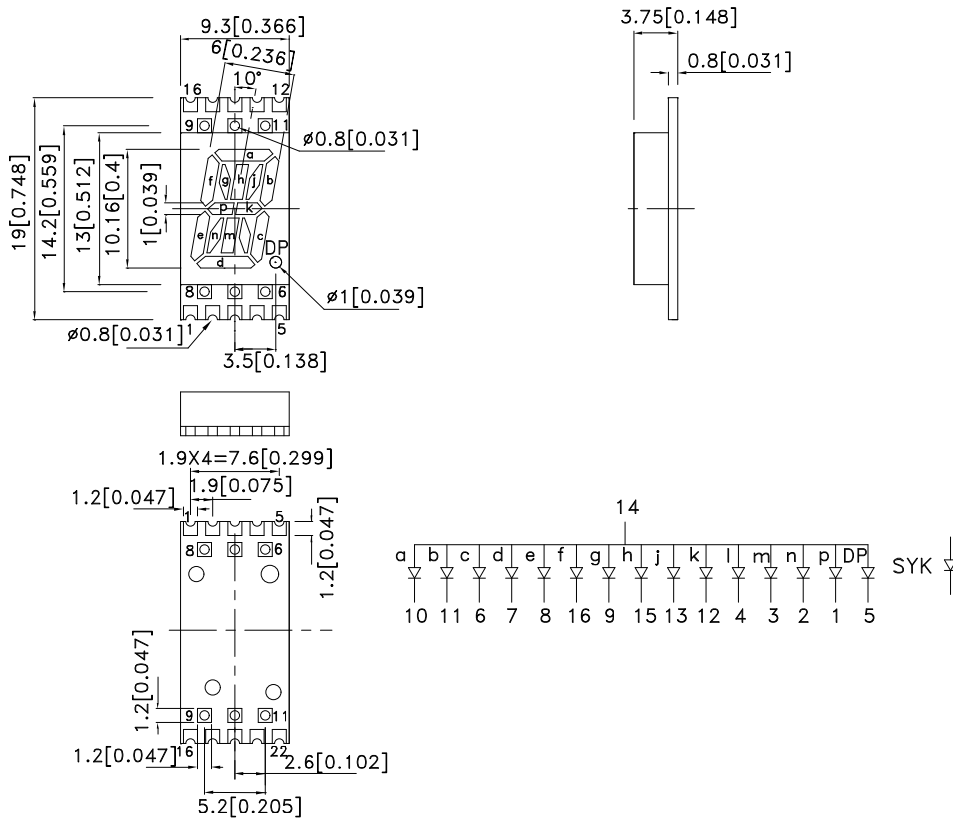 9.3[0.366]
6[0.236]
10°
16
12
9
11
ø0.8[0.031]
19[0.748]
14.2[0.559]
13[0.512]
10.16[0.4]
1[0.039]
a
f
g
h
j
b
p
k
e
n
m
c
d
DP
8
6
ø1[0.039]
1
5
ø0.8[0.031]
3.5[0.138]
3.75[0.148]
0.8[0.031]
1.9X4=7.6[0.299]
1.9[0.075]
1.2[0.047]
1
5
1.2[0.047]
8
6
1.2[0.047]
9
11
16
22
1.2[0.047]
2.6[0.102]
5.2[0.205]
14
a b c d e f g h j k l m n p DP
SYK
10 11 6 7 8 16 9 15 13 12 4 3 2 1 5